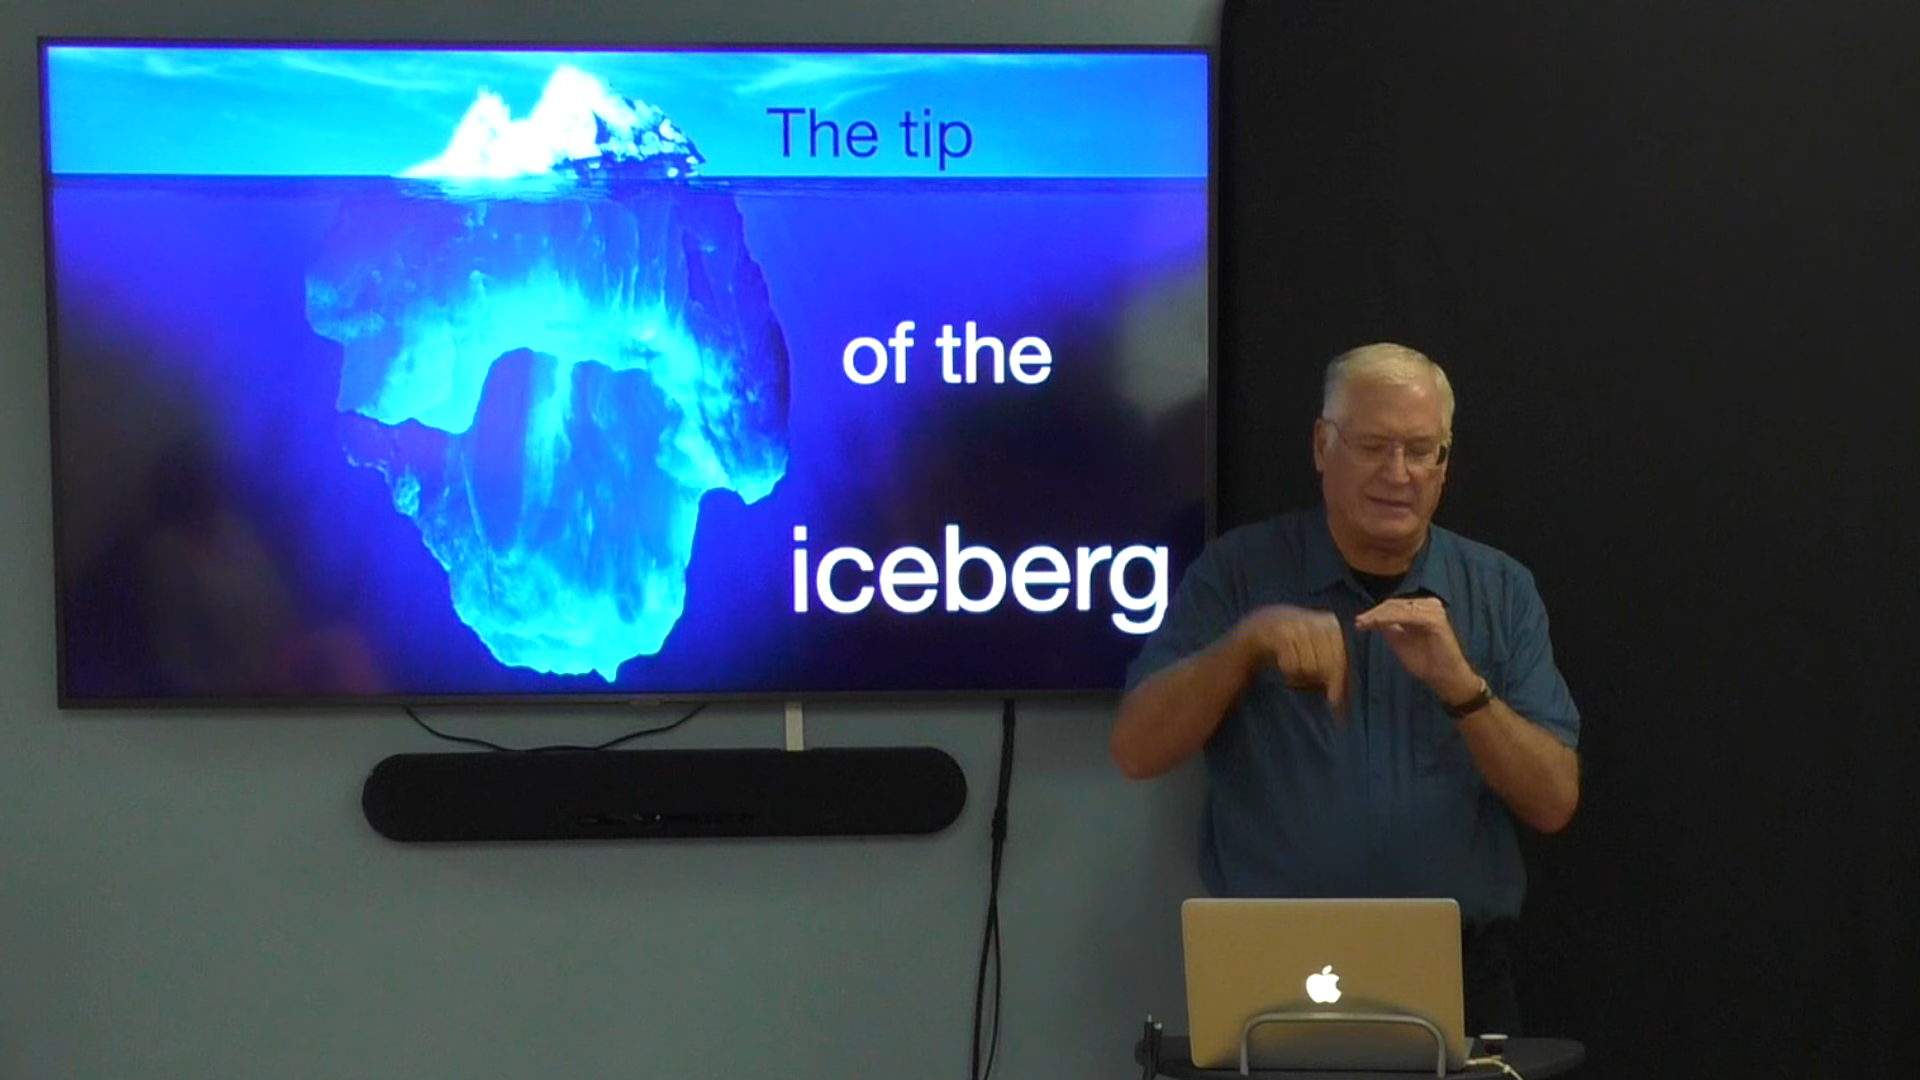 The tip
of the
iceberg